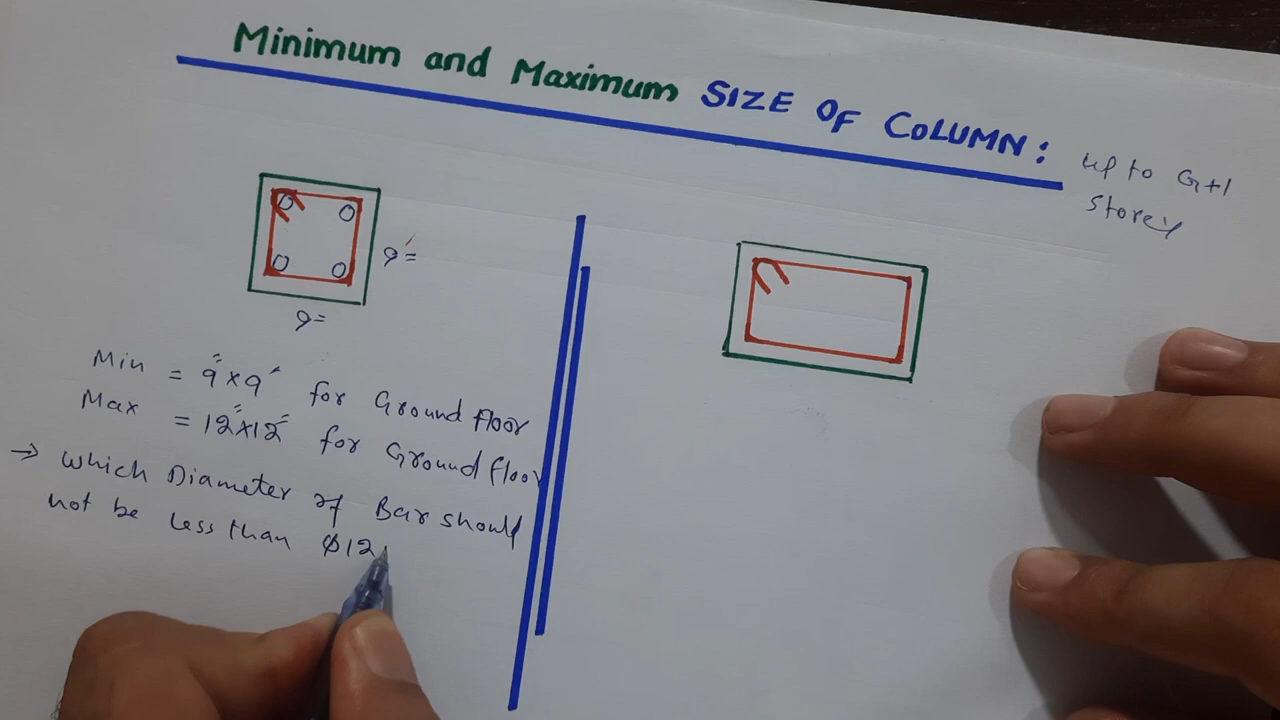 Minimum and Maximum SIZE OF COLUMN:
up to G+1
Storey
9"
9"
Min = 9"x9" for Ground floor
Max = 12"x12" for Ground floor
→ which Diameter of Bar should
not be less than φ12